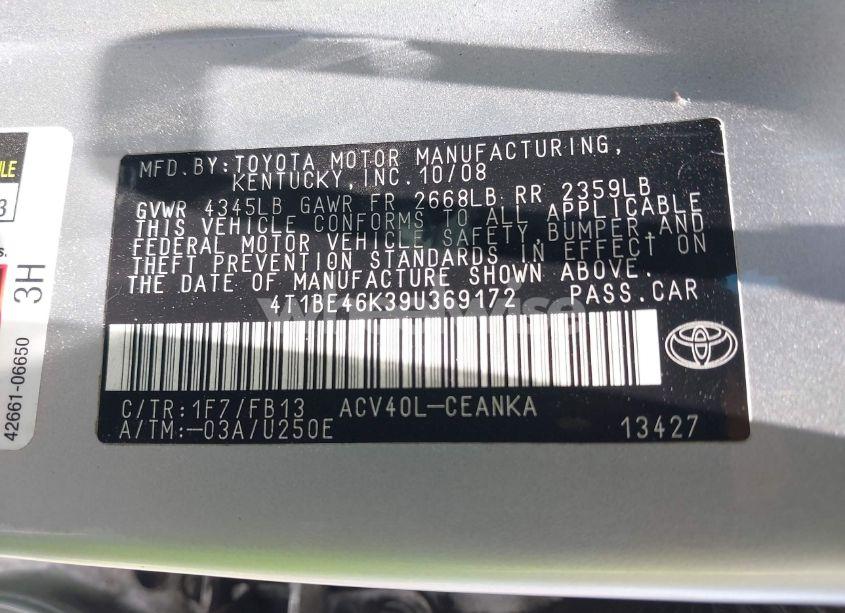 MFD. BY: TOYOTA MOTOR MANUFACTURING,
KENTUCKY, INC. 10/08
GVWR 4345LB GAWR FR 2668LB RR 2359LB
THIS VEHICLE CONFORMS TO ALL APPLICABLE
FEDERAL MOTOR VEHICLE SAFETY, BUMPER, AND
THEFT PREVENTION STANDARDS IN EFFECT ON
THE DATE OF MANUFACTURE SHOWN ABOVE.
4T1BE46K39U369172 PASS. CAR
C/TR: 1F7/FB13 ACV40L-CEANKA
A/TM: -03A/U250E 13427
3H
42661-06650